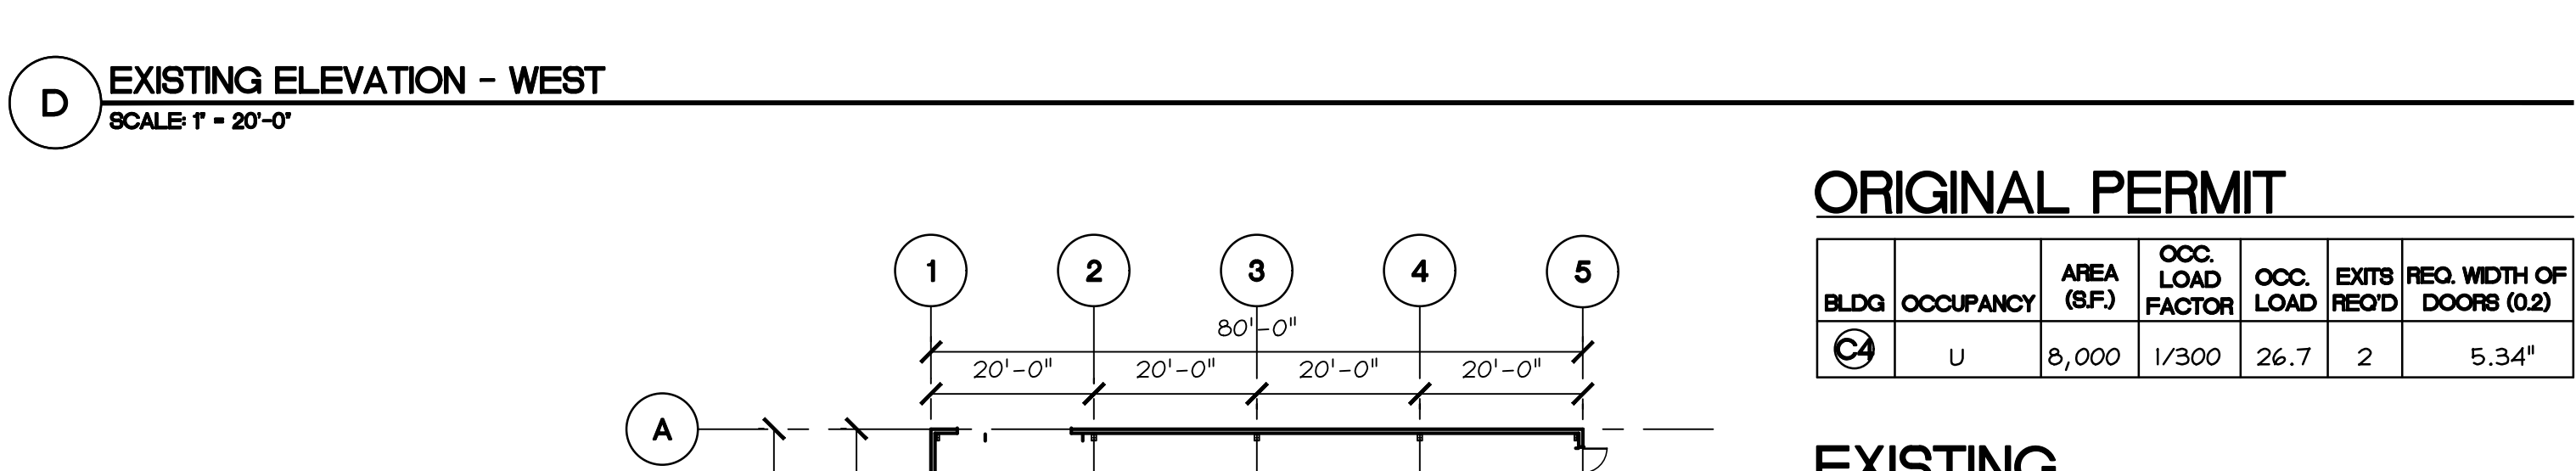 D
EXISTING ELEVATION - WEST
SCALE: 1" = 20'-0"
ORIGINAL PERMIT
BLDG OCCUPANCY AREA (S.F.) OCC. LOAD FACTOR OCC. LOAD EXITS REQ'D REQ. WIDTH OF DOORS (0.2)
C4 U 8,000 1/300 26.7 2 5.34"
1 2 3 4 5
80'-0"
20'-0" 20'-0" 20'-0" 20'-0"
A
EXISTING